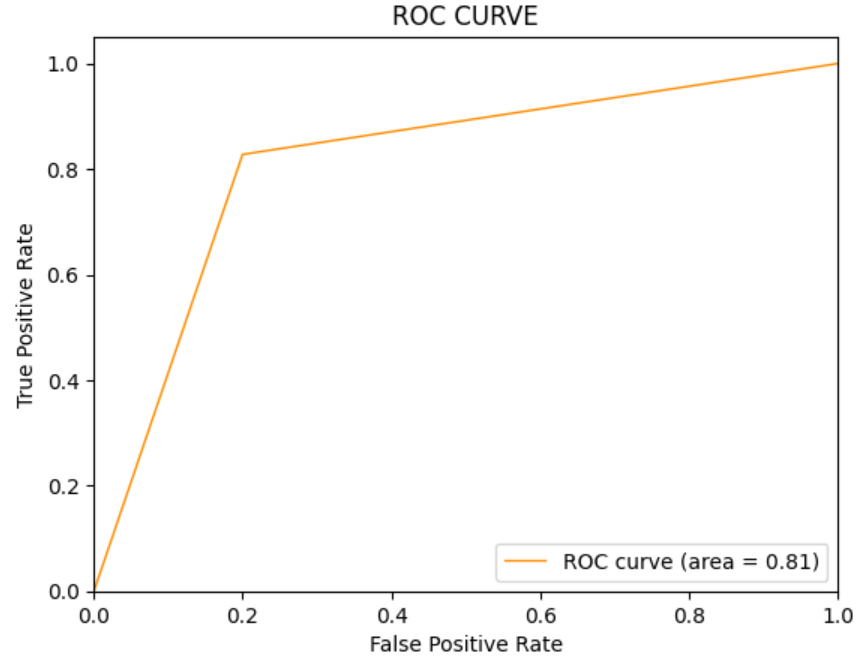 ROC CURVE
True Positive Rate
1.0
0.8
0.6
0.4
0.2
0.0
ROC curve (area = 0.81)
0.0 0.2 0.4 0.6 0.8 1.0
False Positive Rate